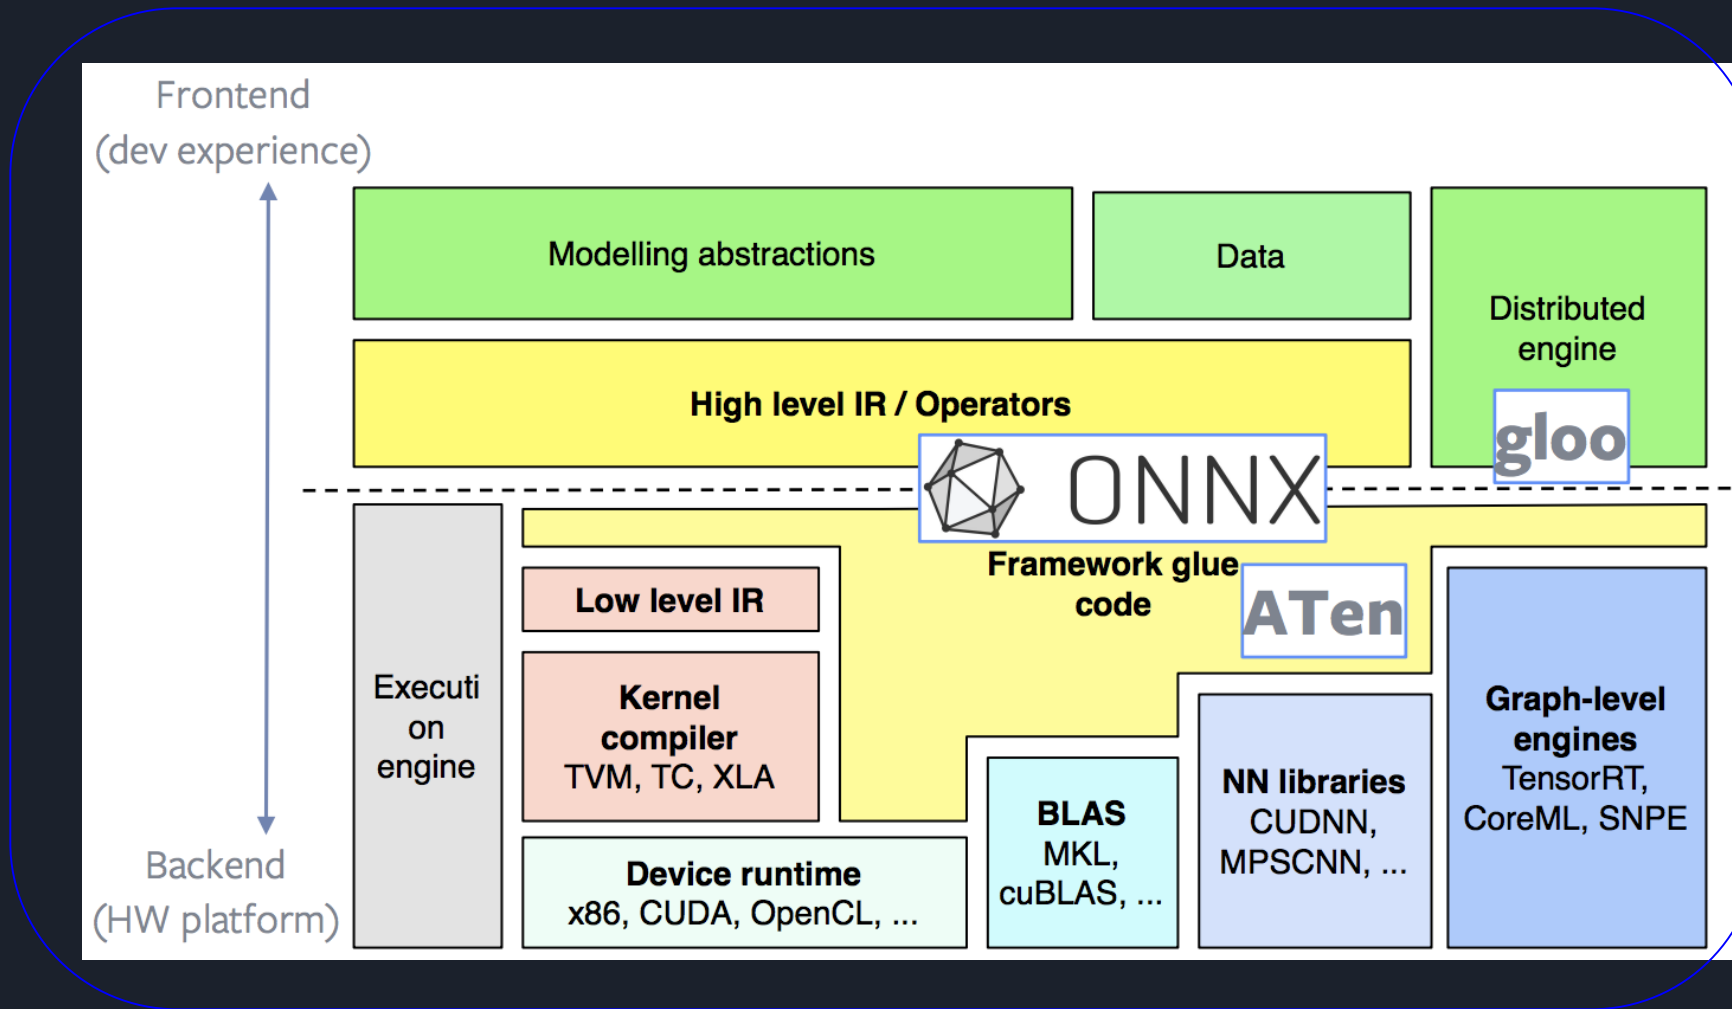 Frontend
(dev experience)
Modelling abstractions
Data
Distributed
engine
gloo
High level IR / Operators
ONNX
Framework glue
code
ATen
Low level IR
Executi
on
engine
Kernel
compiler
TVM, TC, XLA
Graph-level
engines
TensorRT,
CoreML, SNPE
NN libraries
CUDNN,
MPSCNN, ...
BLAS
MKL,
cuBLAS, ...
Device runtime
x86, CUDA, OpenCL, ...
Backend
(HW platform)